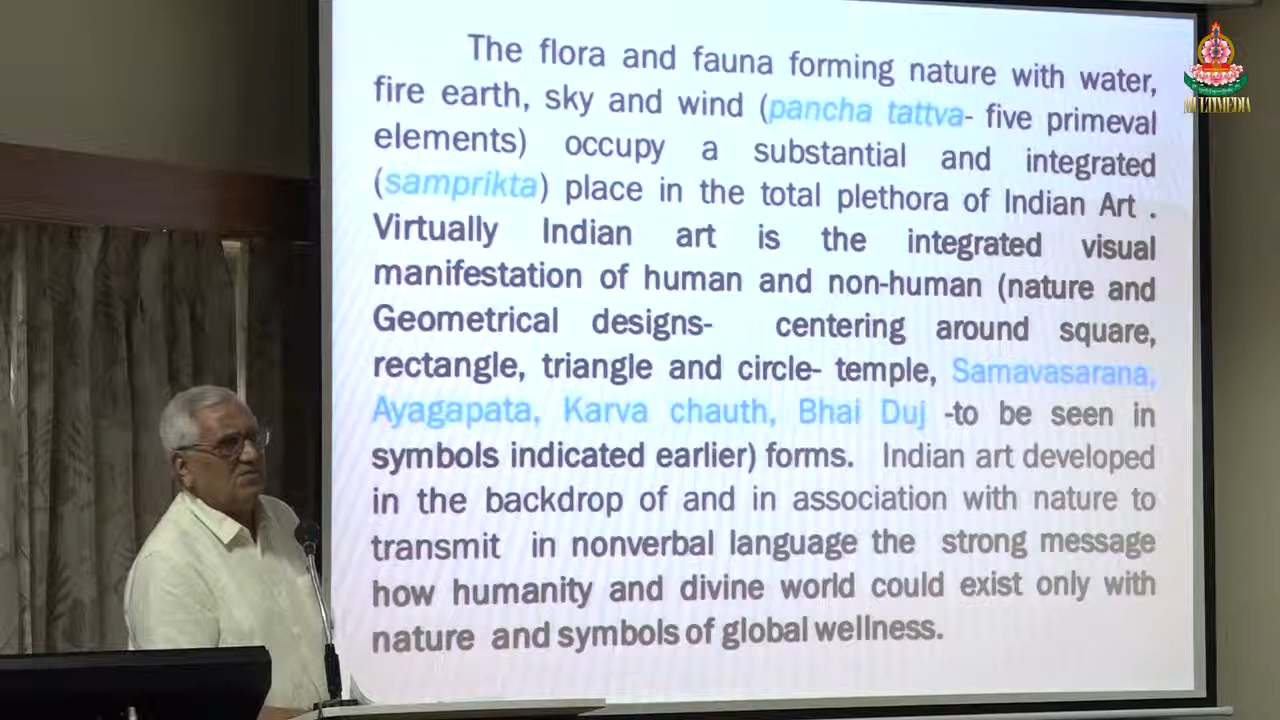 The flora and fauna forming nature with water,
fire earth, sky and wind (pancha tattva- five primeval
elements) occupy a substantial and integrated
(samprikta) place in the total plethora of Indian Art .
Virtually Indian art is the integrated visual
manifestation of human and non-human (nature and
Geometrical designs- centering around square,
rectangle, triangle and circle- temple, Samavasarana,
Ayagapata, Karva chauth, Bhai Duj -to be seen in
symbols indicated earlier) forms. Indian art developed
in the backdrop of and in association with nature to
transmit in nonverbal language the strong message
how humanity and divine world could exist only with
nature and symbols of global wellness.
MULTIMEDIA